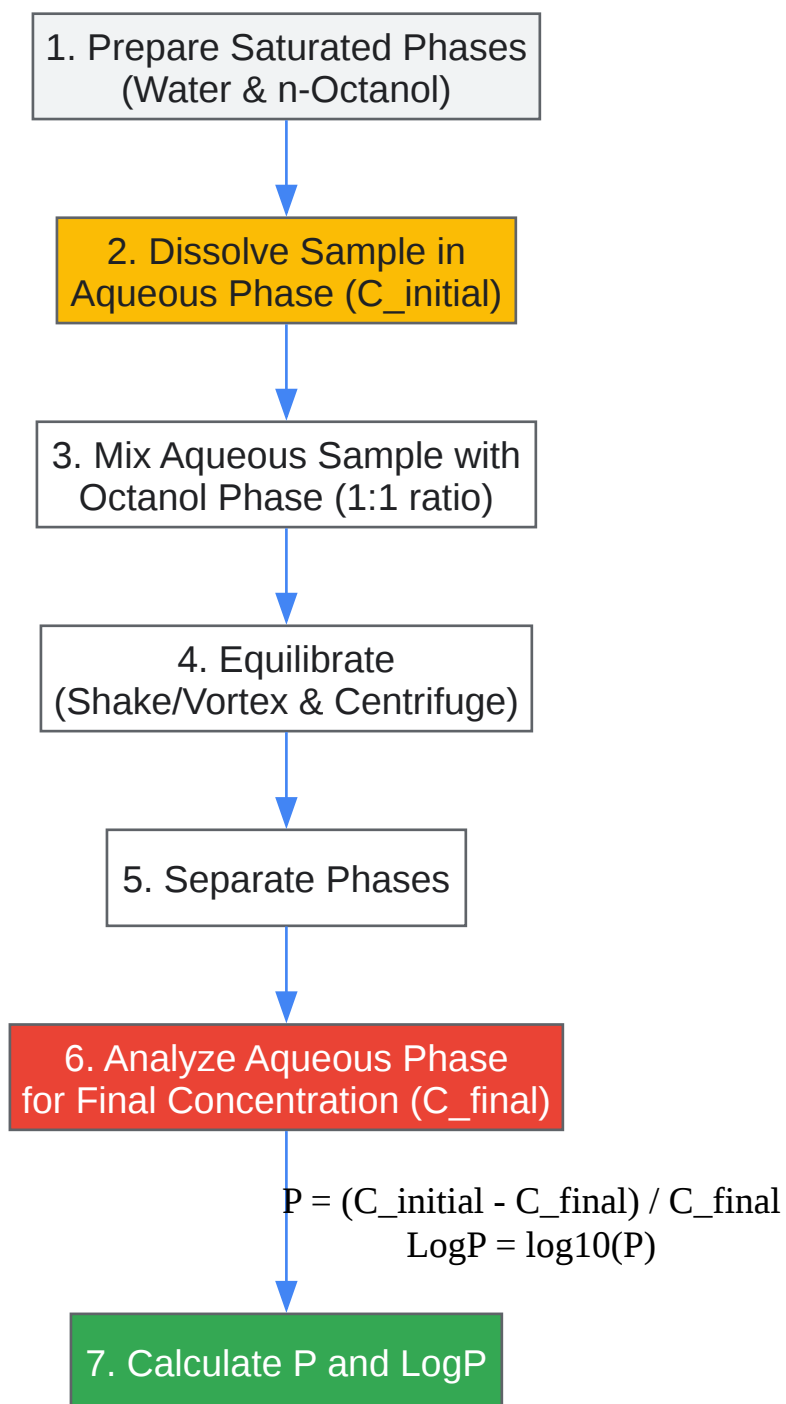 1. Prepare Saturated Phases
(Water & n-Octanol)
2. Dissolve Sample in
Aqueous Phase (C_initial)
3. Mix Aqueous Sample with
Octanol Phase (1:1 ratio)
4. Equilibrate
(Shake/Vortex & Centrifuge)
5. Separate Phases
6. Analyze Aqueous Phase
for Final Concentration (C_final)
P = (C_initial - C_final) / C_final
LogP = log10(P)
7. Calculate P and LogP